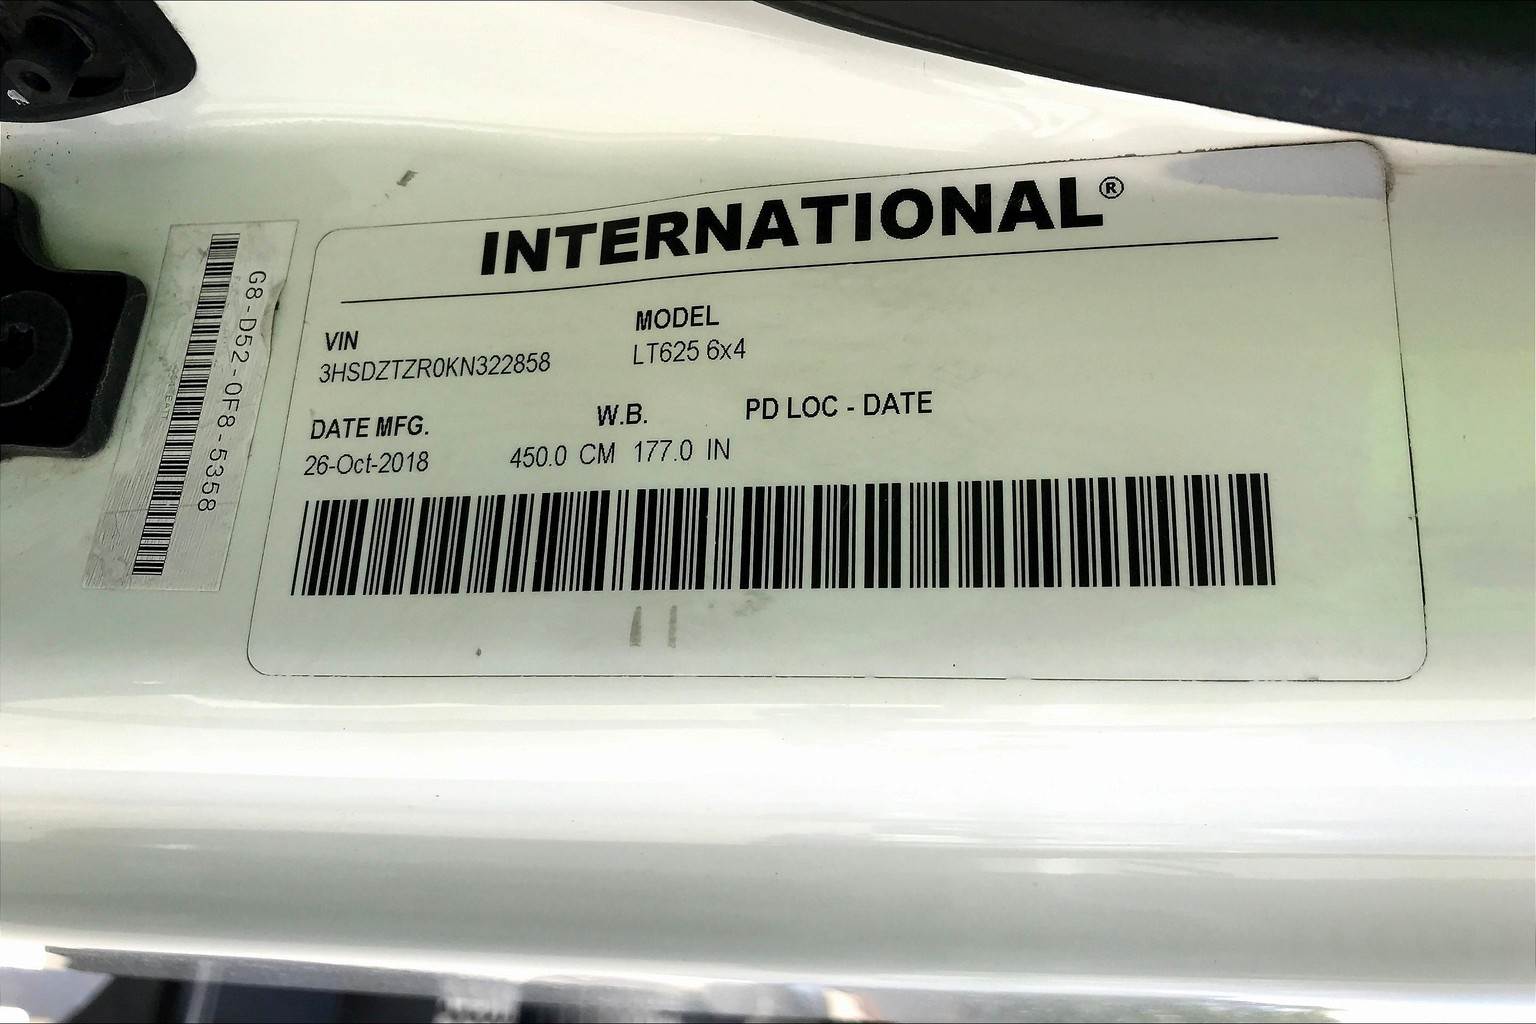 INTERNATIONAL®
VIN
3HSDZTZR0KN322858
MODEL
LT625 6x4
DATE MFG.
26-Oct-2018
W.B.
450.0 CM 177.0 IN
PD LOC - DATE
G8-D52-0F8-5358